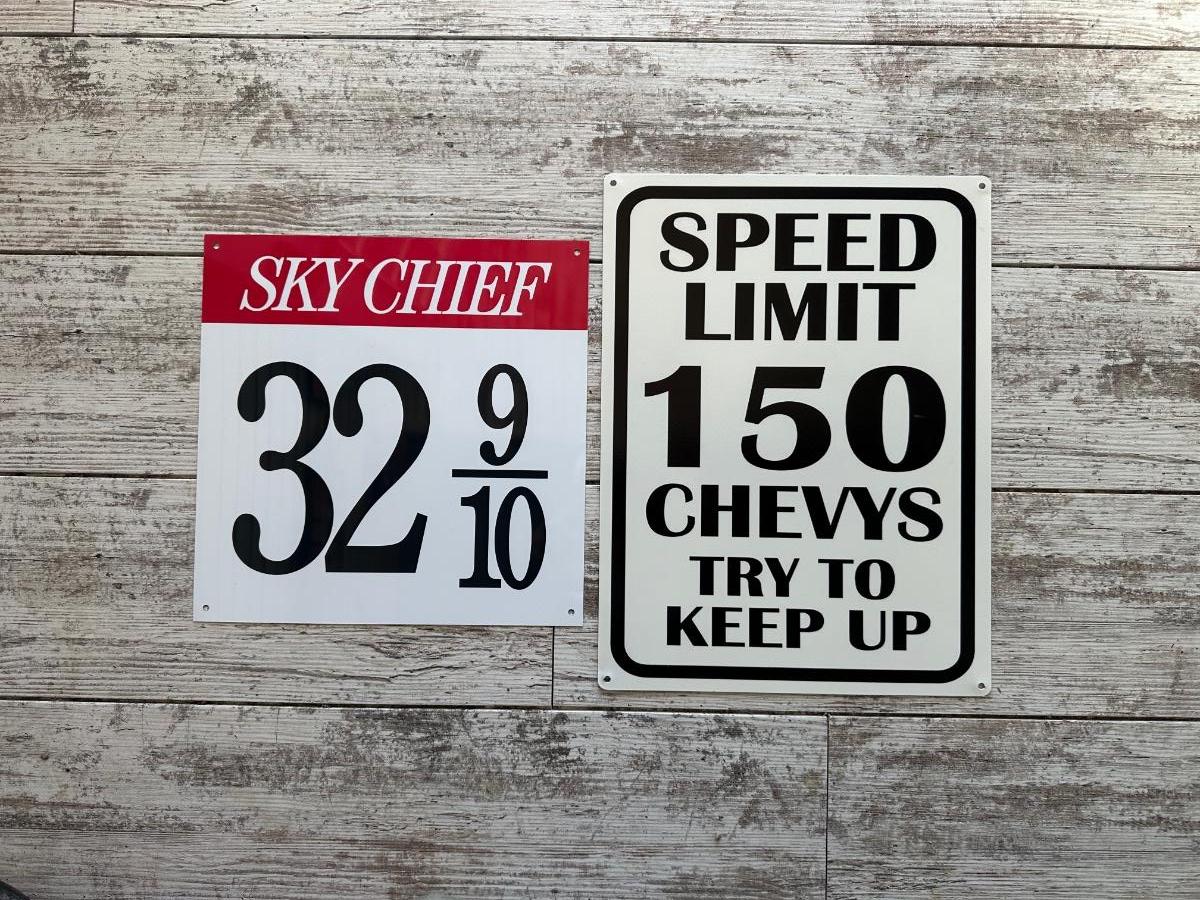 SKY CHIEF
32 9/10
SPEED
LIMIT
150
CHEVYS
TRY TO
KEEP UP